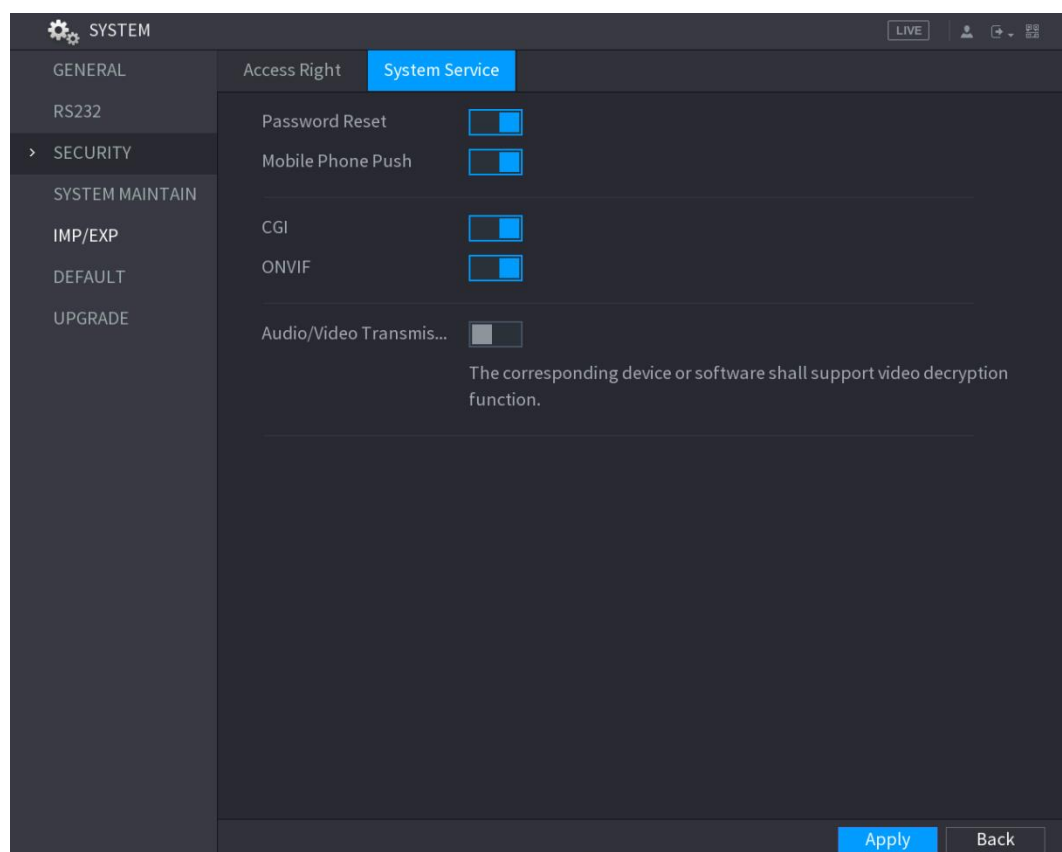 SYSTEM
LIVE
GENERAL
RS232
SECURITY
SYSTEM MAINTAIN
IMP/EXP
DEFAULT
UPGRADE
Access Right
System Service
Password Reset
Mobile Phone Push
CGI
ONVIF
Audio/Video Transmis...
The corresponding device or software shall support video decryption
function.
Apply
Back